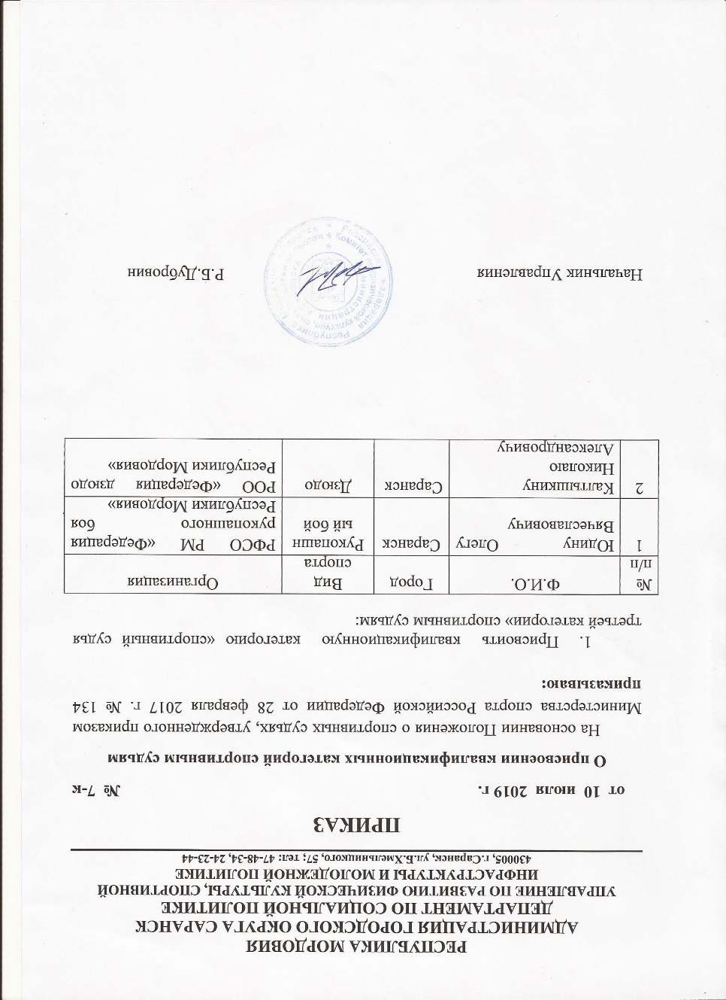 РЕСПУБЛИКА МОРДОВИЯ
АДМИНИСТРАЦИЯ ГОРОДСКОГО ОКРУГА САРАНСК
ДЕПАРТАМЕНТ ПО СОЦИАЛЬНОЙ ПОЛИТИКЕ
УПРАВЛЕНИЕ ПО РАЗВИТИЮ ФИЗИЧЕСКОЙ КУЛЬТУРЫ, СПОРТИВНОЙ
ИНФРАСТРУКТУРЫ И МОЛОДЕЖНОЙ ПОЛИТИКЕ
430005, г.Саранск, ул.Б.Хмельницкого, 57; тел: 47-48-34, 24-23-44
ПРИКАЗ
от 10 июля 2019 г. № 7-к
О присвоении квалификационных категорий спортивным судьям
На основании Положения о спортивных судьях, утвержденного приказом
Министерства спорта Российской Федерации от 28 февраля 2017 г. № 134
приказываю:
1. Присвоить квалификационную категорию «спортивный судья
третьей категории» спортивным судьям:
№ п/п Ф.И.О. Город Вид спорта Организация
1 Юдину Олегу Вячеславовичу Саранск Рукопашный бой РФСО РМ «Федерация рукопашного боя Республики Мордовия»
2 Калтышкину Николаю Александровичу Саранск Дзюдо РОО «Федерация дзюдо Республики Мордовия»
Начальник Управления Р.Б.Дубровин